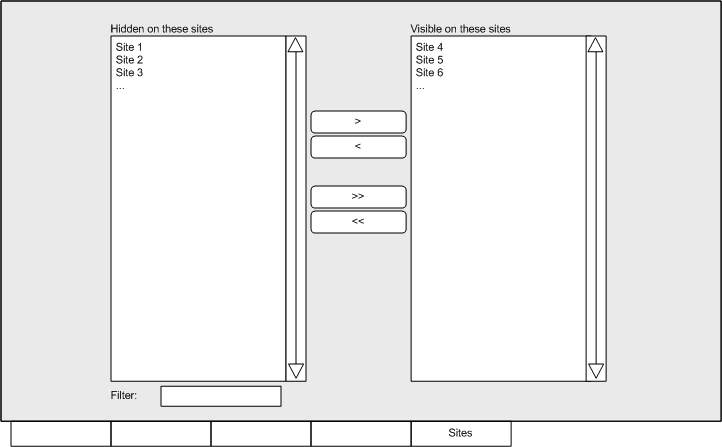 Hidden on these sites
Site 1
Site 2
Site 3
...
>
<
>>
<<
Visible on these sites
Site 4
Site 5
Site 6
...
Filter:
Sites